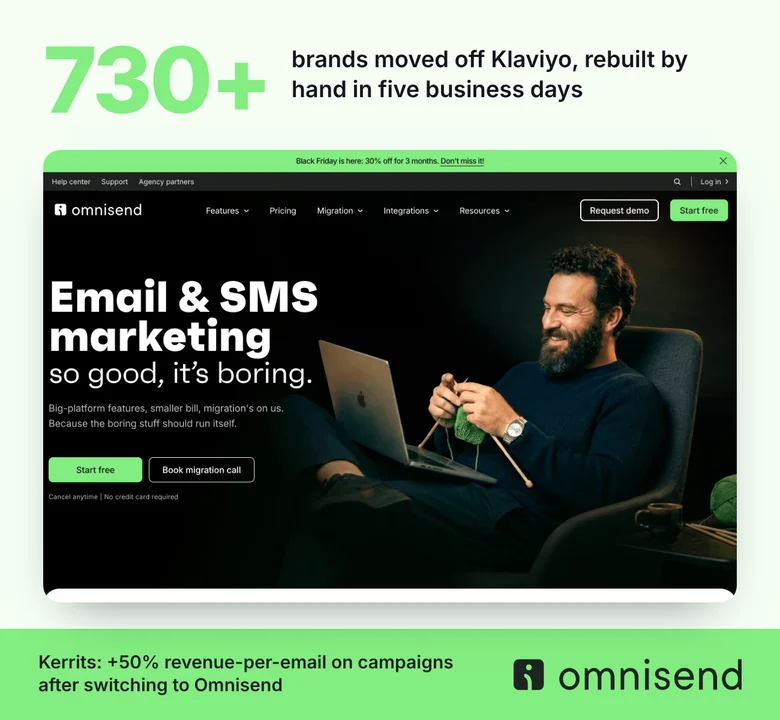 730+
brands moved off Klaviyo, rebuilt by
hand in five business days
Black Friday is here: 30% off for 3 months. Don't miss it!
Help center Support Agency partners
Log in
omnisend
Features Pricing Migration Integrations Resources
Request demo
Start free
Email & SMS
marketing
so good, it's boring.
Big-platform features, smaller bill, migration's on us.
Because the boring stuff should run itself.
Start free
Book migration call
Cancel anytime | No credit card required
Kerrits: +50% revenue-per-email on campaigns
after switching to Omnisend
omnisend